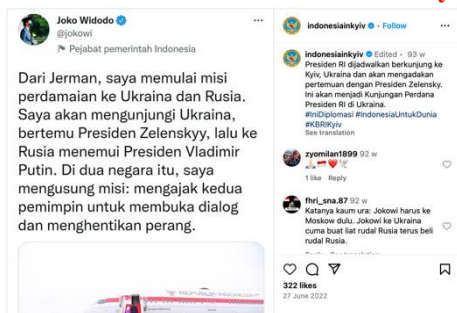 Joko Widodo
@jokowi
Pejabat pemerintah Indonesia
Dari Jerman, saya memulai misi
perdamaian ke Ukraina dan Rusia.
Saya akan mengunjungi Ukraina,
bertemu Presiden Zelenskyy, lalu ke
Rusia menemui Presiden Vladimir
Putin. Di dua negara itu, saya
mengusung misi: mengajak kedua
pemimpin untuk membuka dialog
dan menghentikan perang.
indonesiainkyiv • Follow
indonesiainkyiv Edited • 93 w
Presiden RI dijadwalkan berkunjung ke
Kyiv, Ukraina dan akan mengadakan
pertemuan dengan Presiden Zelensky.
Ini akan menjadi Kunjungan Perdana
Presiden RI di Ukraina.
#IniDiplomasi #IndonesiaUntukDunia
#KBRIKyiv
See translation
zyomilan1899 92 w
1 like Reply
fhri_sna.87 92 w
Katanya kaum ura: Jokowi harus ke
Moskow dulu. Jokowi ke Ukraina
cuma buat liat rudal Rusia terus beli
rudal Rusia.
322 likes
27 June 2022